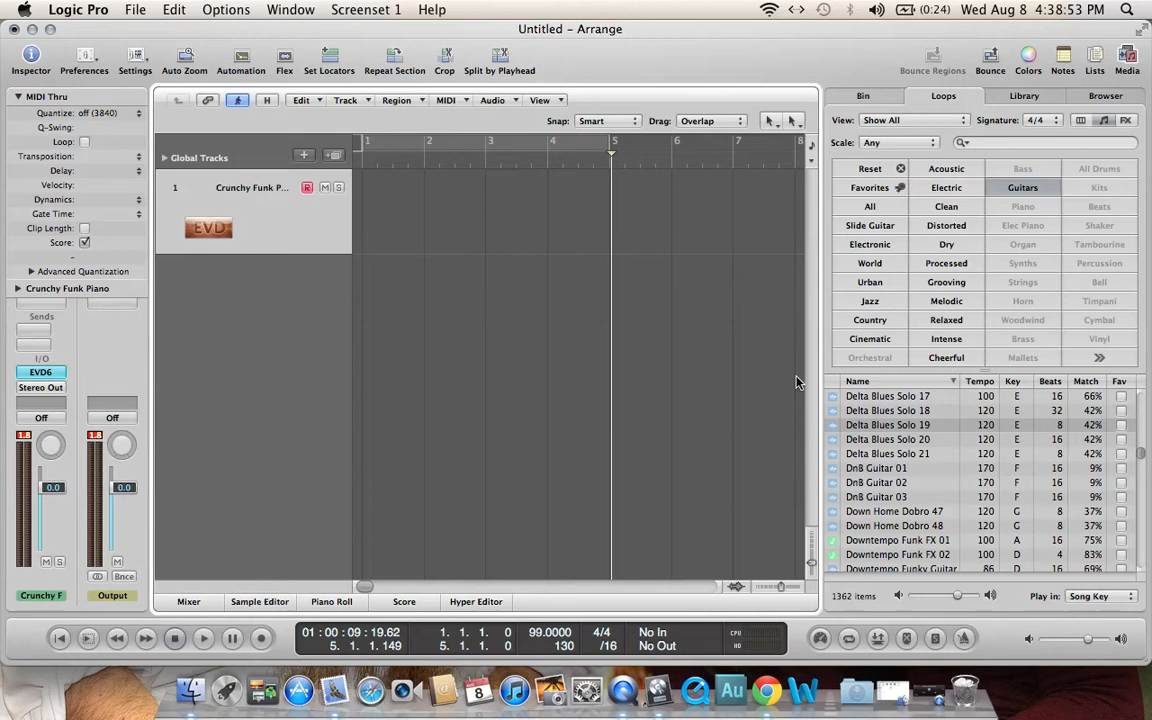 Logic Pro File Edit Options Window Screenset 1 Help (0:24) Wed Aug 8 4:38:53 PM
Untitled – Arrange
Inspector Preferences Settings Auto Zoom Automation Flex Set Locators Repeat Section Crop Split by Playhead Bounce Regions Bounce Colors Notes Lists Media
MIDI Thru H Edit Track Region MIDI Audio View Bin Loops Library Browser
Quantize: off (3840) Snap: Smart Drag: Overlap View: Show All Signature: 4/4 FX
Q-Swing: 1 2 3 4 5 6 7 8 Scale: Any
Loop:
Transposition: Global Tracks
Delay:
Velocity: 1 Crunchy Funk P... R M S
Dynamics:
Gate Time:
Clip Length: EVD
Score:
-
Advanced Quantization
Crunchy Funk Piano
Reset Acoustic Bass All Drums
Favorites Electric Guitars Kits
All Clean Piano Beats
Slide Guitar Distorted Elec Piano Shaker
Electronic Dry Organ Tambourine
World Processed Synths Percussion
Urban Grooving Strings Bell
Jazz Melodic Horn Timpani
Country Relaxed Woodwind Cymbal
Cinematic Intense Brass Vinyl
Orchestral Cheerful Mallets
Sends
I/O
EVD6
Stereo Out
Off Off
1.8 1.8
0.0 0.0
M S M
Bnce
Crunchy F Output
Name Tempo Key Beats Match Fav
Delta Blues Solo 17 100 E 16 66%
Delta Blues Solo 18 120 E 32 42%
Delta Blues Solo 19 120 E 8 42%
Delta Blues Solo 20 120 E 16 42%
Delta Blues Solo 21 120 E 8 42%
DnB Guitar 01 170 F 16 9%
DnB Guitar 02 170 F 16 9%
DnB Guitar 03 170 F 16 9%
Down Home Dobro 47 120 G 8 37%
Down Home Dobro 48 120 G 8 37%
Downtempo Funk FX 01 100 A 16 75%
Downtempo Funk FX 02 100 D 4 83%
Downtempo Funky Guitar 86 D 16 69%
1362 items Play in: Song Key
Mixer Sample Editor Piano Roll Score Hyper Editor
01 : 00 : 09 : 19.62 1. 1. 1. 0 99.0000 4/4 No In CPU
5. 1. 1. 149 5. 1. 1. 0 130 /16 No Out HD
WED
8 Au W